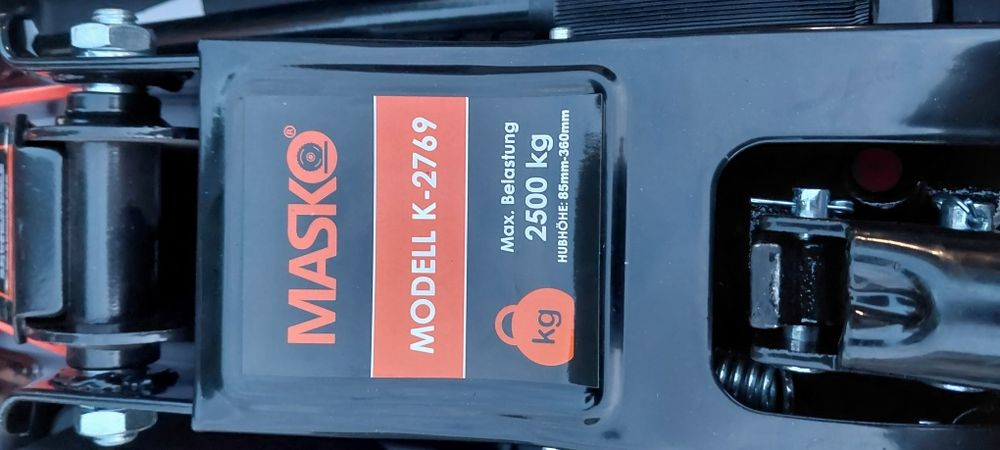 MASKO®
MODELL K-2769
Max. Belastung
2500 kg
HUBHÖHE: 85mm-360mm
kg